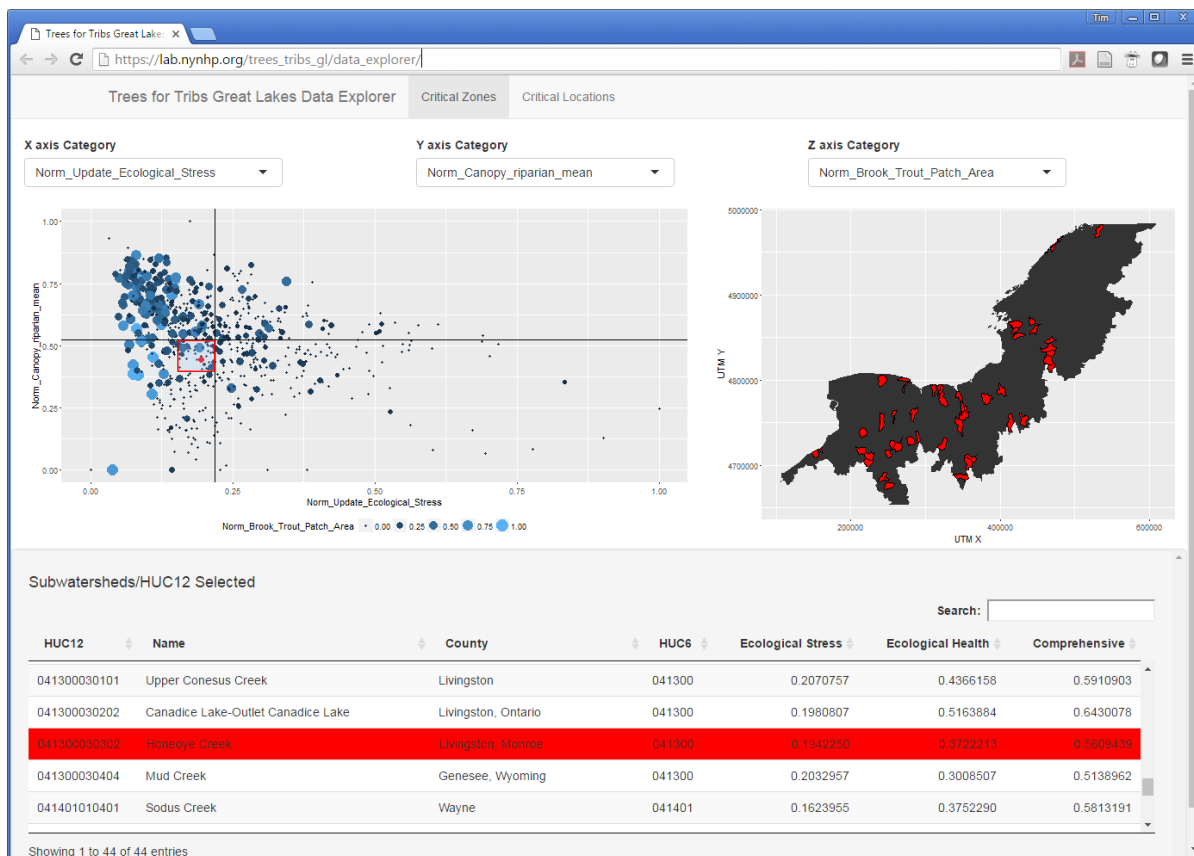 Tim
Trees for Tribs Great Lake
https://lab.nynhp.org/trees_tribs_gl/data_explorer/
Trees for Tribs Great Lakes Data Explorer Critical Zones Critical Locations
X axis Category Y axis Category Z axis Category
Norm_Update_Ecological_Stress Norm_Canopy_riparian_mean Norm_Brook_Trout_Patch_Area
Norm_Canopy_riparian_mean
1.00
0.75
0.50
0.25
0.00
0.00 0.25 0.50 0.75 1.00
Norm_Update_Ecological_Stress
Norm_Brook_Trout_Patch_Area 0.00 0.25 0.50 0.75 1.00
UTM Y
5000000
4900000
4800000
4700000
200000 400000 600000
UTM X
Subwatersheds/HUC12 Selected
Search:
HUC12 Name County HUC6 Ecological Stress Ecological Health Comprehensive
041300030101 Upper Conesus Creek Livingston 041300 0.2070757 0.4366158 0.5910903
041300030202 Canadice Lake-Outlet Canadice Lake Livingston, Ontario 041300 0.1980807 0.5163884 0.6430078
041300030302 Honeoye Creek Livingston, Monroe 041300 0.1942250 0.3722213 0.5609439
041300030404 Mud Creek Genesee, Wyoming 041300 0.2032957 0.3008507 0.5138962
041401010401 Sodus Creek Wayne 041401 0.1623955 0.3752290 0.5813191
Showing 1 to 44 of 44 entries